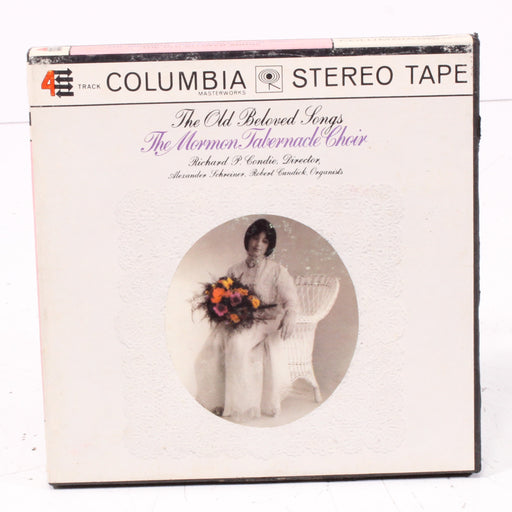 4 TRACK COLUMBIA STEREO TAPE
MASTERWORKS
The Old Beloved Songs
The Mormon Tabernacle Choir
Richard P. Condie, Director,
Alexander Schreiner, Robert Cundick, Organists